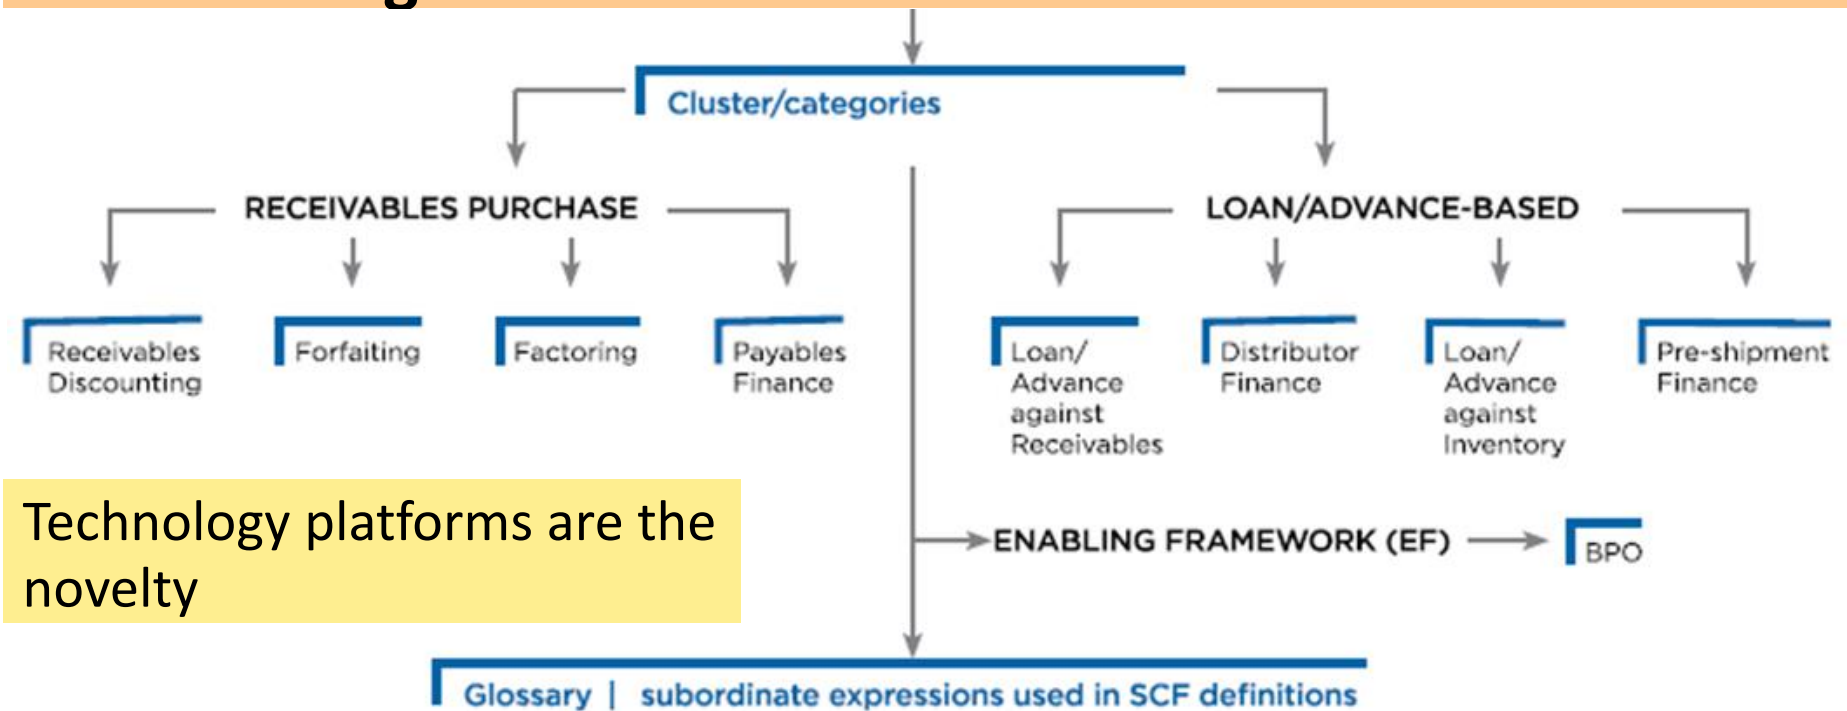 Cluster/categories
RECEIVABLES PURCHASE
LOAN/ADVANCE-BASED
Receivables
Discounting
Forfaiting
Factoring
Payables
Finance
Loan/
Advance
against
Receivables
Distributor
Finance
Loan/
Advance
against
Inventory
Pre-shipment
Finance
Technology platforms are the
novelty
ENABLING FRAMEWORK (EF)
BPO
Glossary | subordinate expressions used in SCF definitions